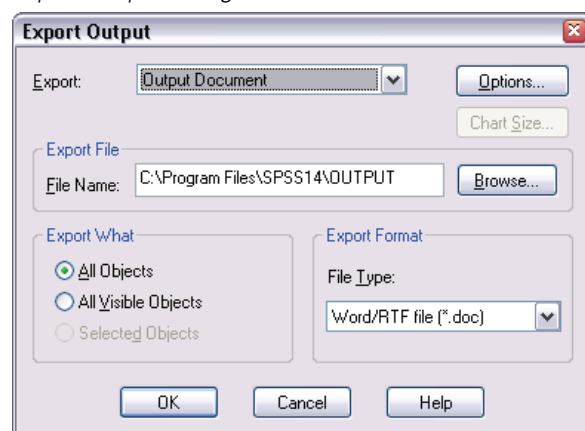 Export Output
Export: Output Document
Options...
Chart Size...
Export File
File Name: C:\Program Files\SPSS14\OUTPUT
Browse...
Export What
All Objects
All Visible Objects
Selected Objects
Export Format
File Type:
Word/RTF file (*.doc)
OK Cancel Help